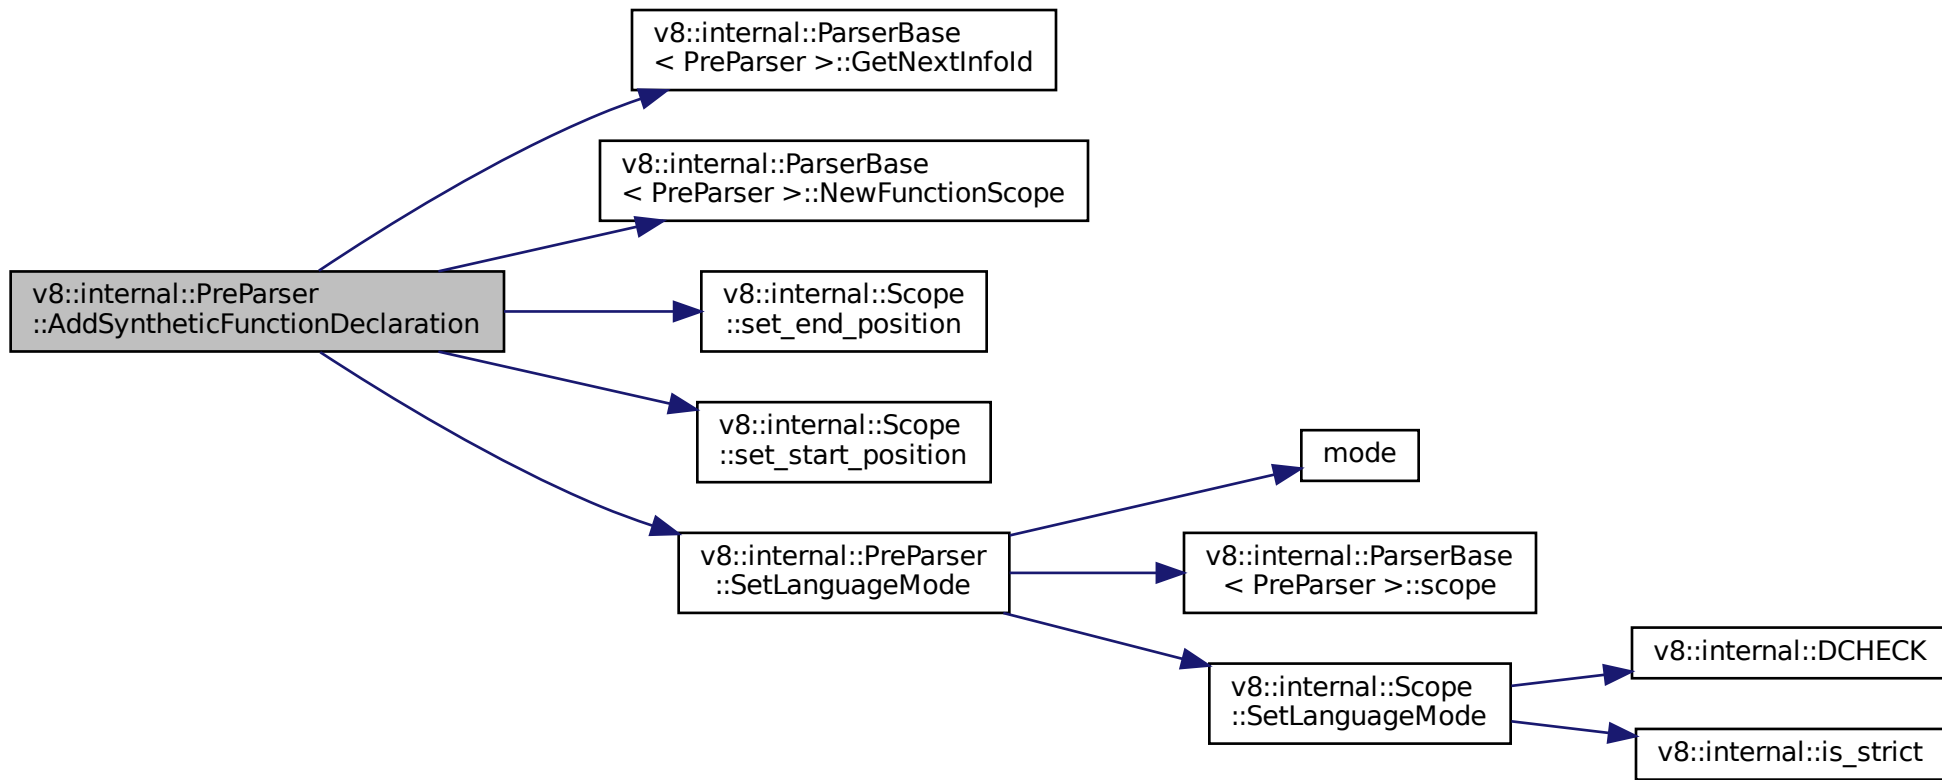 v8::internal::ParserBase
< PreParser >::GetNextInfoId
v8::internal::ParserBase
< PreParser >::NewFunctionScope
v8::internal::PreParser
::AddSyntheticFunctionDeclaration
v8::internal::Scope
::set_end_position
v8::internal::Scope
::set_start_position
v8::internal::PreParser
::SetLanguageMode
mode
v8::internal::ParserBase
< PreParser >::scope
v8::internal::Scope
::SetLanguageMode
v8::internal::DCHECK
v8::internal::is_strict